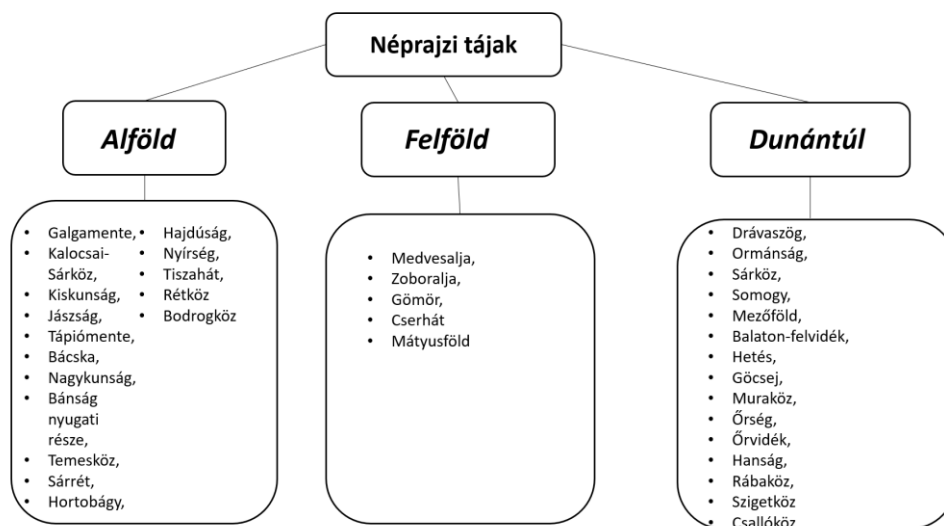 Néprajzi tájak
Alföld
Galgamente,
Kalocsai-
Sárköz,
Kiskunság,
Jászság,
Tápiómente,
Bácska,
Nagykunság,
Bánság
nyugati
része,
Temesköz,
Sárrét,
Hortobágy,
Hajdúság,
Nyírség,
Tiszahát,
Rétköz
Bodrogköz
Felföld
Medvesalja,
Zoboralja,
Gömör,
Cserhát
Mátyusföld
Dunántúl
Drávaszög,
Ormánság,
Sárköz,
Somogy,
Mezőföld,
Balaton-felvidék,
Hetés,
Göcsej,
Muraköz,
Őrség,
Őrvidék,
Hanság,
Rábaköz,
Szigetköz
Csallóköz